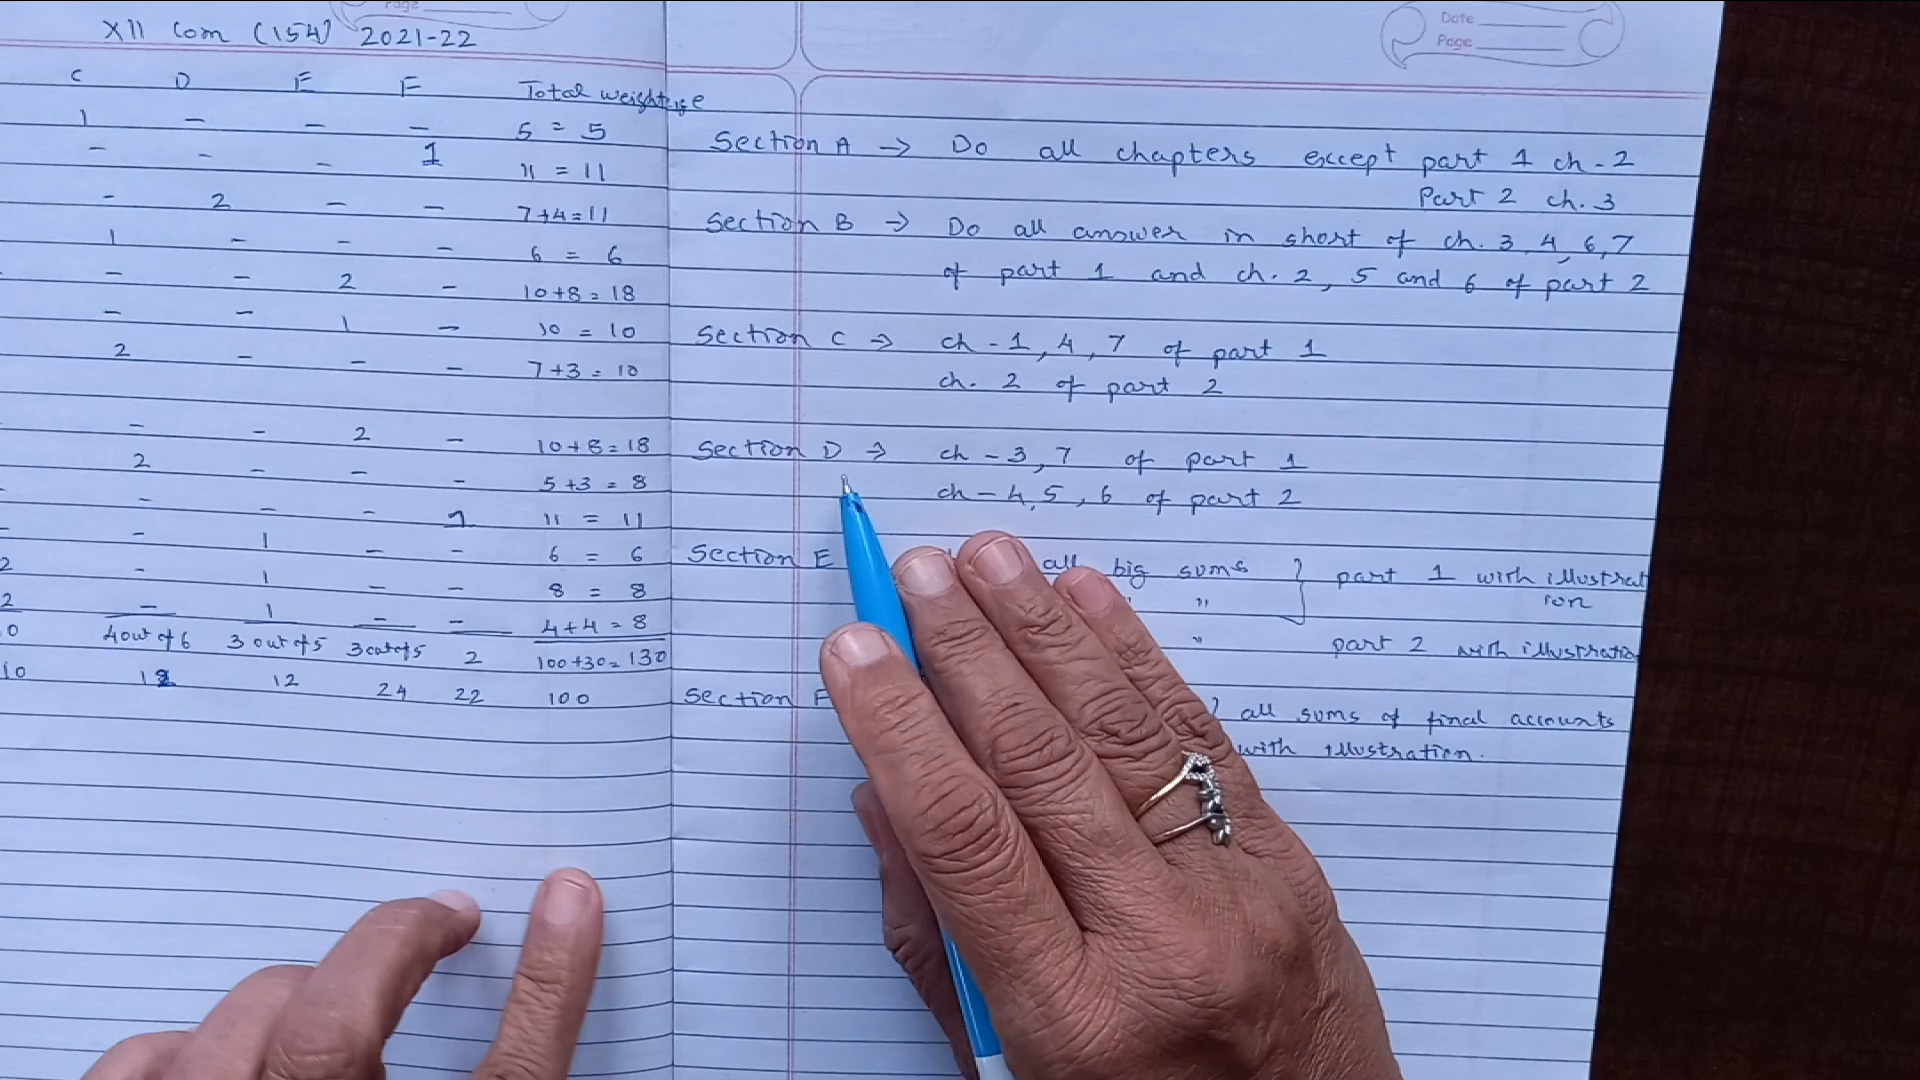 Page
XII Com (154) 2021-22
C D E F Total weightage
1 - - - 5 = 5
- - - 1 11 = 11
- 2 - - 7+4=11
1 - - - 6 = 6
- - 2 - 10+8=18
- - 1 - 10 = 10
2 - - - 7+3=10
- - 2 - 10+8=18
2 - - - 5+3=8
- - - 1 11 = 11
- 1 - - 6 = 6
2 - 1 - - 8 = 8
2 - 1 - - 4+4=8
0 4 out of 6 3 out of 5 3 out of 5 2 100+30=130
10 12 12 24 22 100
Date
Page
Section A → Do all chapters except part 1 ch-2
Part 2 ch.3
Section B → Do all answer in short of ch. 3, 4, 6, 7
of part 1 and ch. 2, 5 and 6 of part 2
Section C → ch-1, 4, 7 of part 1
ch. 2 of part 2
Section D → ch-3, 7 of part 1
ch-4, 5, 6 of part 2
Section E all big sums } part 1 with illustrat
" " ion
" part 2 with illustratio
Section F } all sums of final accounts
with illustration.